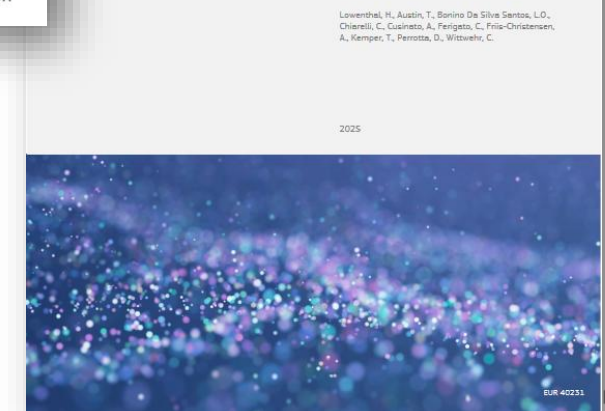 Lowenthal, H., Austin, T., Bonino Da Silva Santos, L.O.,
Chiarelli, C., Cusinato, A., Ferigato, C., Friis-Christensen,
A., Kemper, T., Perrotta, D., Wittwehr, C.
2025
EUR 40231